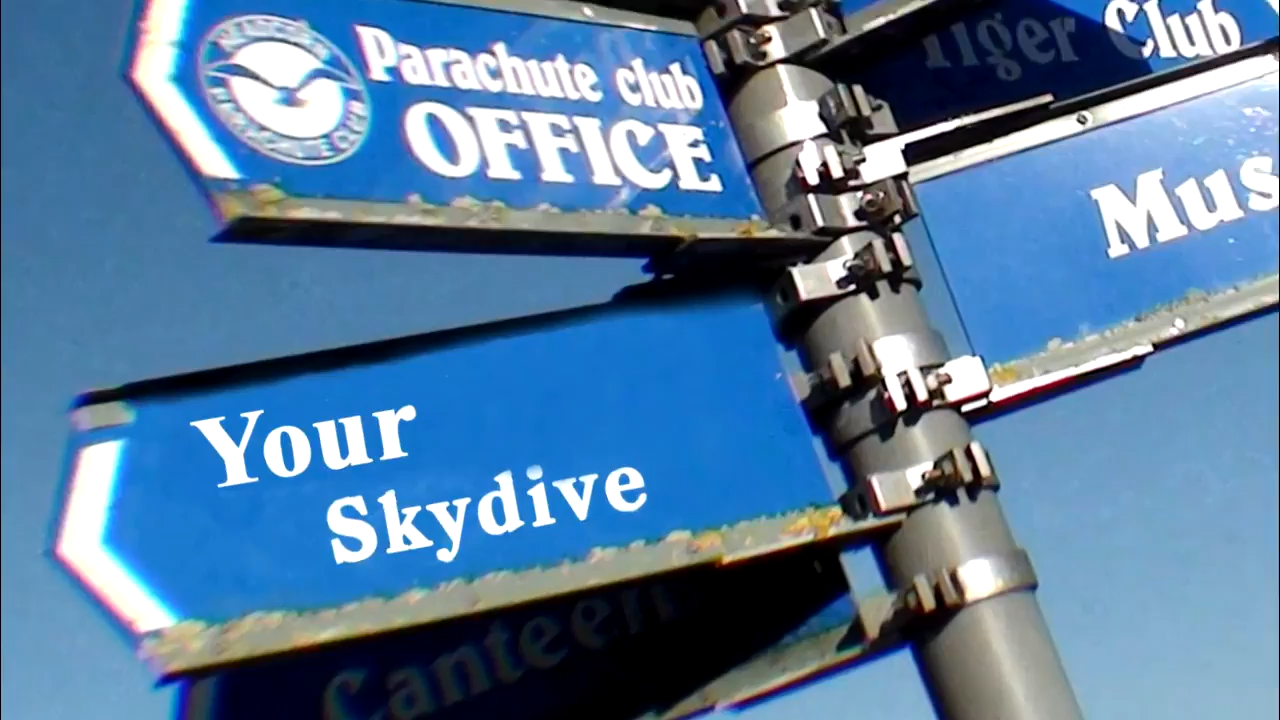 Parachute club
OFFICE
Tiger Club
Mus
Your
Skydive
Canteen